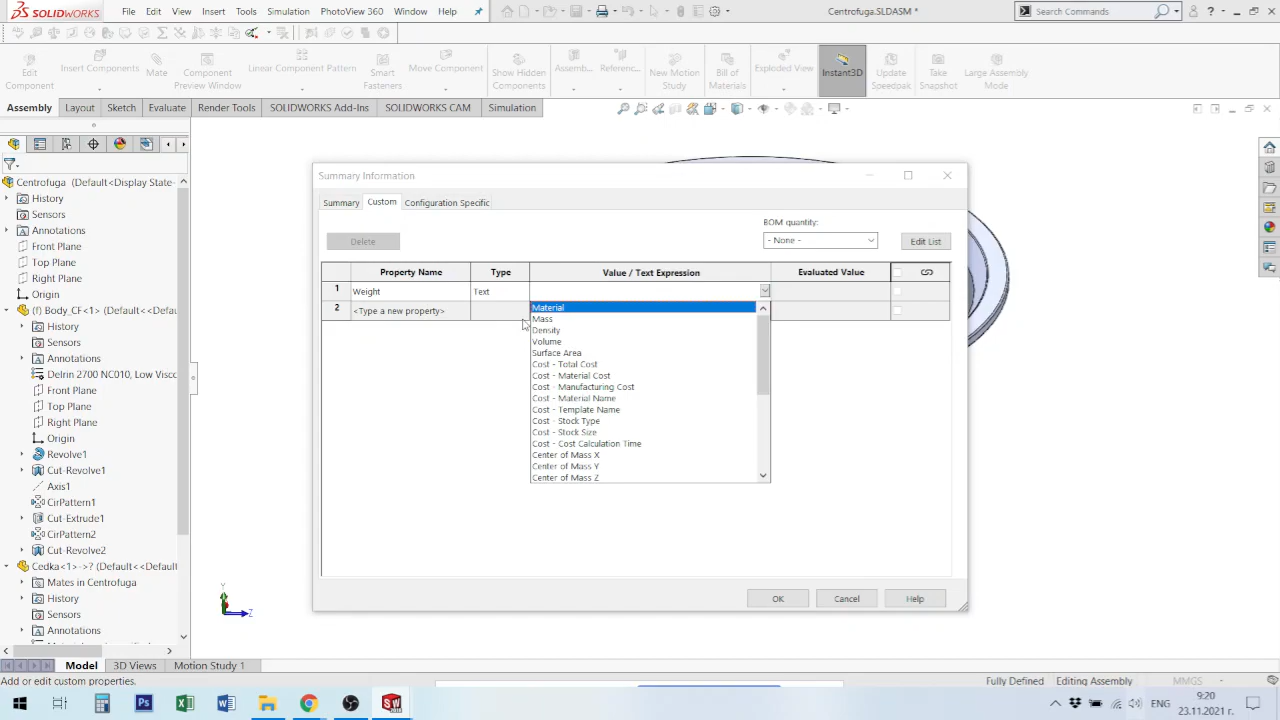 SOLIDWORKS File Edit View Insert Tools Simulation PhotoView 360 Window Help Centrofuga.SLDASM * Search Commands
Edit Component
Insert Components
Mate
Component Preview Window
Linear Component Pattern
Smart Fasteners
Move Component
Show Hidden Components
Assemb...
Referenc...
New Motion Study
Bill of Materials
Exploded View
Instant3D
Update Speedpak
Take Snapshot
Large Assembly Mode
Assembly Layout Sketch Evaluate Render Tools SOLIDWORKS Add-Ins SOLIDWORKS CAM Simulation
Centrofuga (Default<Display State-
History
Sensors
Annotations
Front Plane
Top Plane
Right Plane
Origin
(f) Body_CF<1> (Default<<Defau
History
Sensors
Annotations
Delrin 2700 NC010, Low Visco
Front Plane
Top Plane
Right Plane
Origin
Revolve1
Cut-Revolve1
Axis1
CirPattern1
Cut-Extrude1
CirPattern2
Cut-Revolve2
Cedka<1>->? (Default<<Default
Mates in Centrofuga
History
Sensors
Annotations
Summary Information
Summary Custom Configuration Specific
BOM quantity:
Delete - None - Edit List
Property Name Type Value / Text Expression Evaluated Value
1 Weight Text
2 <Type a new property>
Material
Mass
Density
Volume
Surface Area
Cost - Total Cost
Cost - Material Cost
Cost - Manufacturing Cost
Cost - Material Name
Cost - Template Name
Cost - Stock Type
Cost - Stock Size
Cost - Cost Calculation Time
Center of Mass X
Center of Mass Y
Center of Mass Z
OK Cancel Help
Y
Z
Model 3D Views Motion Study 1
Add or edit custom properties. Fully Defined Editing Assembly MMGS
ENG
9:20
23.11.2021 г.